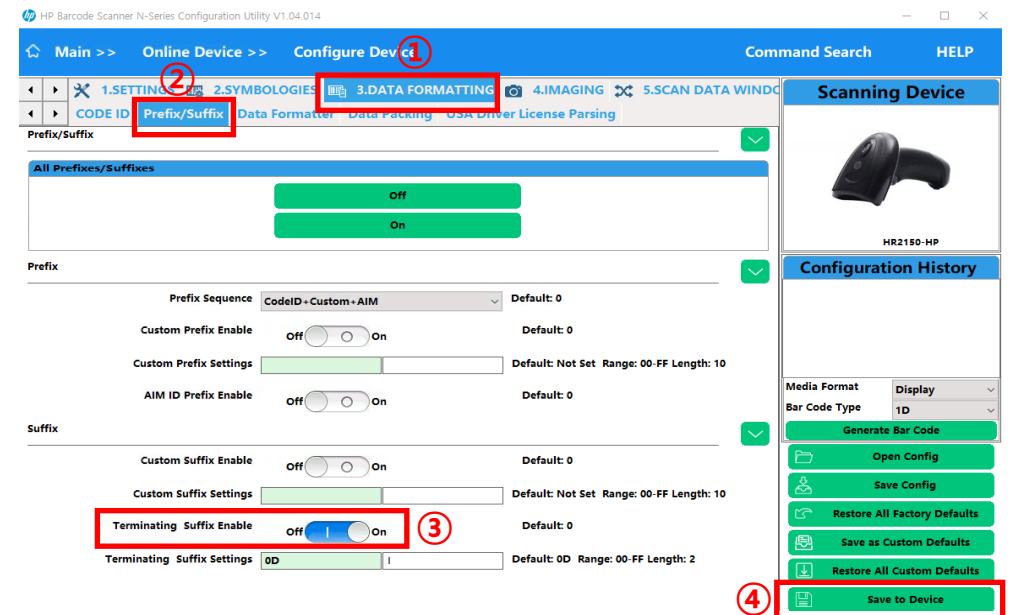 HP Barcode Scanner N-Series Configuration Utility V1.04.014
Main >> Online Device >> Configure Device Command Search HELP
①
②
1.SETTINGS 2.SYMBOLOGIES 3.DATA FORMATTING 4.IMAGING 5.SCAN DATA WINDO
CODE ID Prefix/Suffix Data Formatter Data Packing USA Driver License Parsing
Prefix/Suffix
All Prefixes/Suffixes
Off
On
Prefix
Prefix Sequence CodeID+Custom+AIM Default: 0
Custom Prefix Enable Off On Default: 0
Custom Prefix Settings Default: Not Set Range: 00-FF Length: 10
AIM ID Prefix Enable Off On Default: 0
Suffix
Custom Suffix Enable Off On Default: 0
Custom Suffix Settings Default: Not Set Range: 00-FF Length: 10
Terminating Suffix Enable Off On ③ Default: 0
Terminating Suffix Settings 0D Default: 0D Range: 00-FF Length: 2
Scanning Device
HR2150-HP
Configuration History
Media Format Display
Bar Code Type 1D
Generate Bar Code
Open Config
Save Config
Restore All Factory Defaults
Save as Custom Defaults
Restore All Custom Defaults
④ Save to Device